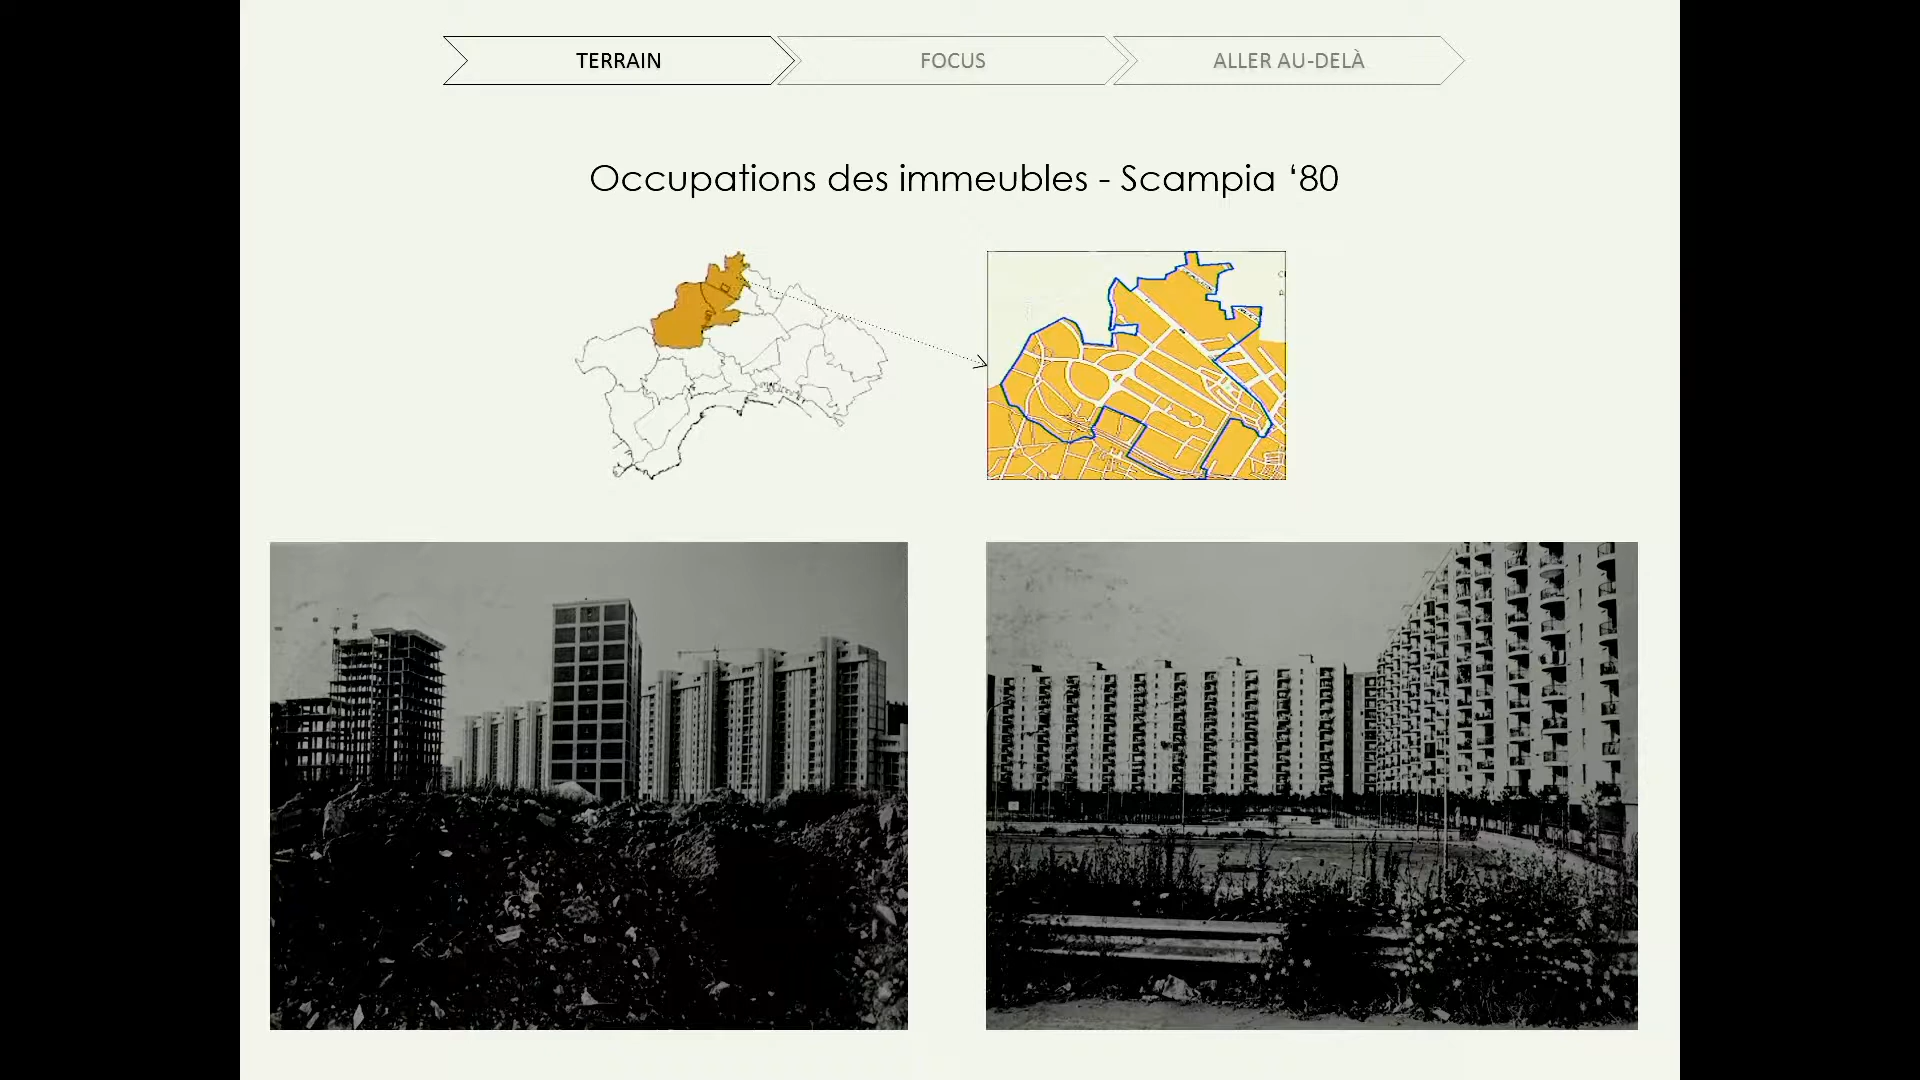 TERRAIN
FOCUS
ALLER AU-DELÀ
Occupations des immeubles - Scampia ‘80